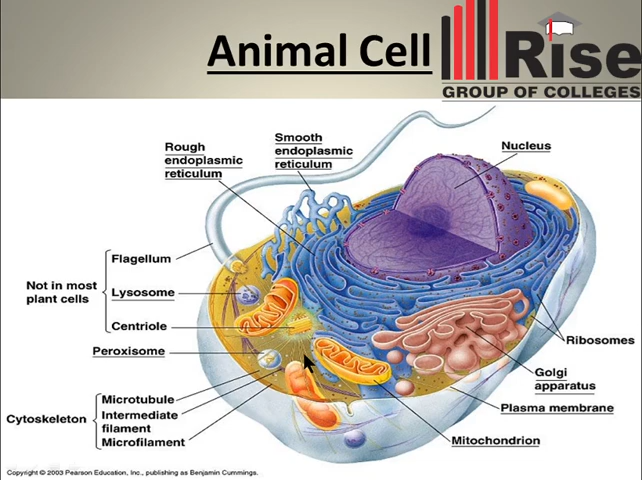 Animal Cell
Rise
GROUP OF COLLEGES
Rough
endoplasmic
reticulum
Smooth
endoplasmic
reticulum
Nucleus
Not in most
plant cells
Flagellum
Lysosome
Centriole
Peroxisome
Cytoskeleton
Microtubule
Intermediate
filament
Microfilament
Ribosomes
Golgi
apparatus
Plasma membrane
Mitochondrion
Copyright © 2003 Pearson Education, Inc., publishing as Benjamin Cummings.